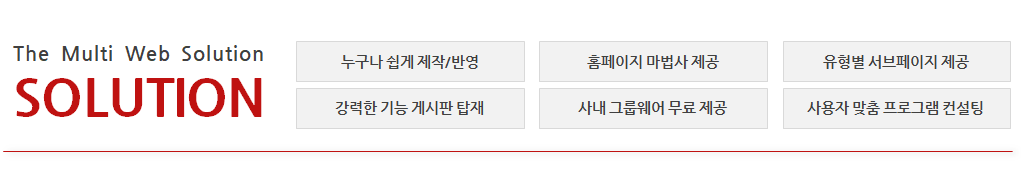 The Multi Web Solution
SOLUTION
누구나 쉽게 제작/반영
홈페이지 마법사 제공
유형별 서브페이지 제공
강력한 기능 게시판 탑재
사내 그룹웨어 무료 제공
사용자 맞춤 프로그램 컨설팅